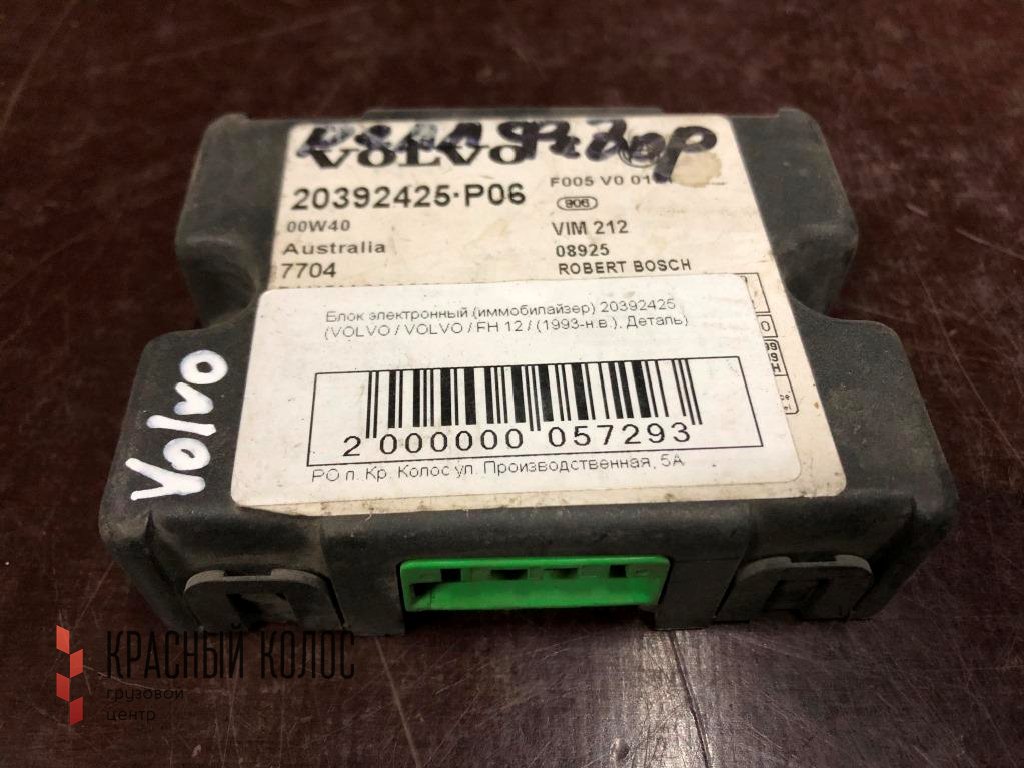 VOLVO
20392425·P06
00W40
Australia
7704
F005 V0 01
906
VIM 212
08925
ROBERT BOSCH
Блок электронный (иммобилайзер) 20392425
(VOLVO / VOLVO / FH 12 / (1993-н.в.), Деталь)
2 000000 057293
РО п. Кр. Колос ул. Производственная, 5А
Volvo
КРАСНЫЙ КОЛОС
грузовой
центр